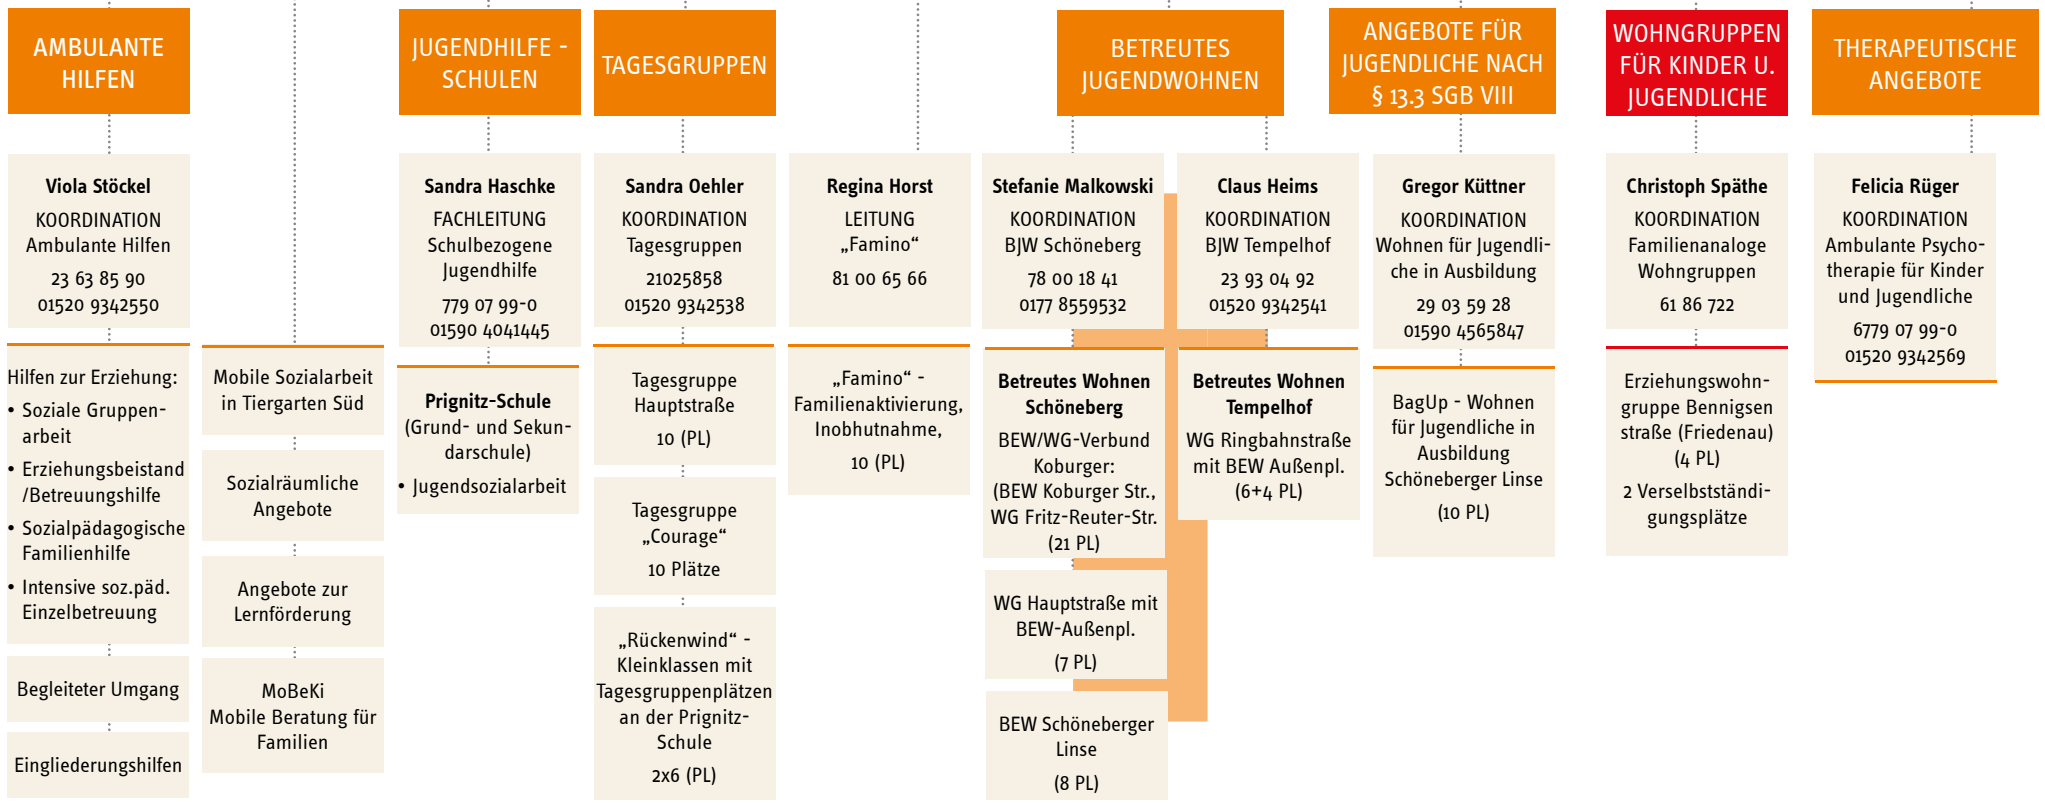 AMBULANTE
HILFEN
Viola Stöckel
KOORDINATION
Ambulante Hilfen
23 63 85 90
01520 9342550
Hilfen zur Erziehung:
• Soziale Gruppen-
arbeit
• Erziehungsbeistand
/Betreuungshilfe
• Sozialpädagogische
Familienhilfe
• Intensive soz.päd.
Einzelbetreuung
Begleiteter Umgang
Eingliederungshilfen
Mobile Sozialarbeit
in Tiergarten Süd
Sozialräumliche
Angebote
Angebote zur
Lernförderung
MoBeKi
Mobile Beratung für
Familien
JUGENDHILFE -
SCHULEN
Sandra Haschke
FACHLEITUNG
Schulbezogene
Jugendhilfe
779 07 99-0
01590 4041445
Prignitz-Schule
(Grund- und Sekun-
darschule)
• Jugendsozialarbeit
TAGESGRUPPEN
Sandra Oehler
KOORDINATION
Tagesgruppen
21025858
01520 9342538
Tagesgruppe
Hauptstraße
10 (PL)
Tagesgruppe
„Courage“
10 Plätze
„Rückenwind“ -
Kleinklassen mit
Tagesgruppenplätzen
an der Prignitz-
Schule
2x6 (PL)
Regina Horst
LEITUNG
„Famino“
81 00 65 66
„Famino“ -
Familienaktivierung,
Inobhutnahme,
10 (PL)
BETREUTES
JUGENDWOHNEN
Stefanie Malkowski
KOORDINATION
BJW Schöneberg
78 00 18 41
0177 8559532
Betreutes Wohnen
Schöneberg
BEW/WG-Verbund
Koburger:
(BEW Koburger Str.,
WG Fritz-Reuter-Str.
(21 PL)
WG Hauptstraße mit
BEW-Außenpl.
(7 PL)
BEW Schöneberger
Linse
(8 PL)
Claus Heims
KOORDINATION
BJW Tempelhof
23 93 04 92
01520 9342541
Betreutes Wohnen
Tempelhof
WG Ringbahnstraße
mit BEW Außenpl.
(6+4 PL)
ANGEBOTE FÜR
JUGENDLICHE NACH
§ 13.3 SGB VIII
Gregor Küttner
KOORDINATION
Wohnen für Jugendli-
che in Ausbildung
29 03 59 28
01590 4565847
BagUp - Wohnen
für Jugendliche in
Ausbildung
Schöneberger Linse
(10 PL)
WOHNGRUPPEN
FÜR KINDER U.
JUGENDLICHE
Christoph Späthe
KOORDINATION
Familienanaloge
Wohngruppen
61 86 722
Erziehungswohn-
gruppe Bennigsen
straße (Friedenau)
(4 PL)
2 Verselbstständi-
gungsplätze
THERAPEUTISCHE
ANGEBOTE
Felicia Rüger
KOORDINATION
Ambulante Psycho-
therapie für Kinder
und Jugendliche
6779 07 99-0
01520 9342569